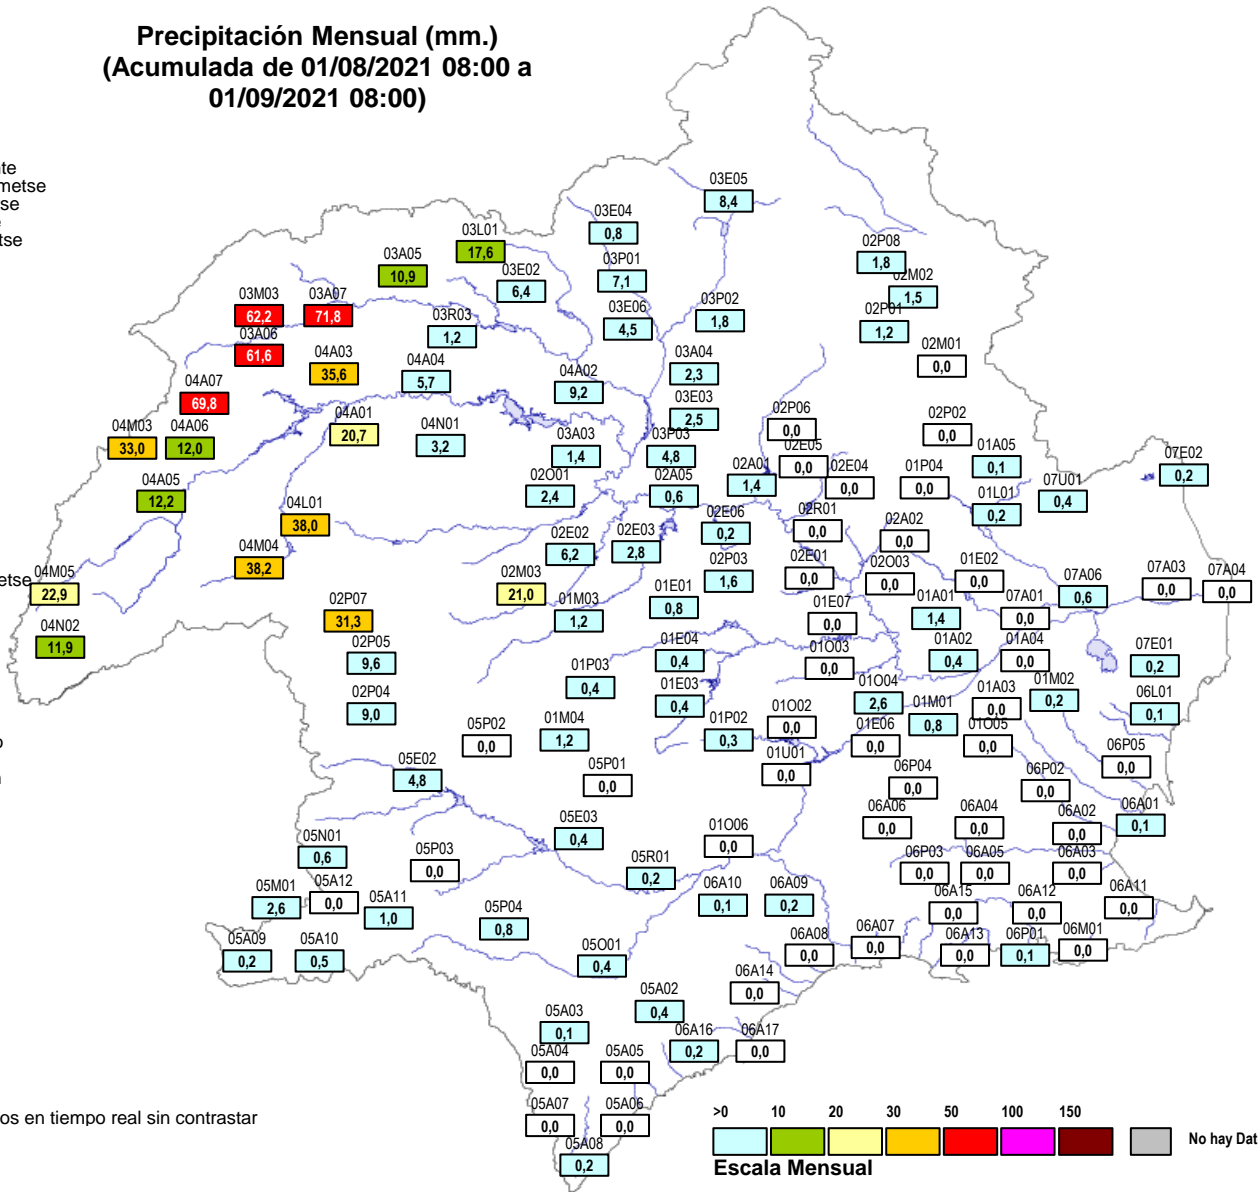 Precipitación Mensual (mm.)
(Acumulada de 01/08/2021 08:00 a
01/09/2021 08:00)
metse
03E05
8,4
03E04
0,8
03L01
17,6
03A05
10,9
03E02
6,4
03P01
7,1
02P08
1,8
02M02
1,5
03M03
62,2
03A07
71,8
03R03
1,2
03E06
4,5
03P02
1,8
02P01
1,2
03A06
61,6
04A03
35,6
04A04
5,7
04A02
9,2
03A04
2,3
02M01
0,0
04A07
69,8
03E03
2,5
04M03
33,0
04A06
12,0
04A01
20,7
04N01
3,2
03A03
1,4
03P03
4,8
02P06
0,0
02P02
0,0
02E05
0,0
02E04
0,0
01P04
0,0
01A05
0,1
07E02
0,2
04A05
12,2
02O01
2,4
02A05
0,6
02A01
1,4
07U01
0,4
01L01
0,2
04L01
38,0
02E06
0,2
02R01
0,0
02A02
0,0
04M04
38,2
02E02
6,2
02E03
2,8
02P03
1,6
02E01
0,0
02O03
0,0
01E02
0,0
07A06
0,6
07A03
0,0
07A04
0,0
metse
04M05
22,9
02M03
21,0
01M03
1,2
01E01
0,8
01E07
0,0
01A01
1,4
07A01
0,0
02P07
31,3
04N02
11,9
02P05
9,6
01E04
0,4
01O03
0,0
01A02
0,4
01A04
0,0
07E01
0,2
01P03
0,4
01E03
0,4
01O04
2,6
01A03
0,0
01M02
0,2
06L01
0,1
02P04
9,0
05P02
0,0
01M04
1,2
01P02
0,3
01O02
0,0
01M01
0,8
01E06
0,0
01O05
0,0
05E02
4,8
05P01
0,0
01U01
0,0
06P04
0,0
06P02
0,0
06P05
0,0
05E03
0,4
01O06
0,0
06A06
0,0
06A04
0,0
06A02
0,0
06A01
0,1
05N01
0,6
05P03
0,0
05R01
0,2
06P03
0,0
06A05
0,0
06A03
0,0
05M01
2,6
05A12
0,0
05A11
1,0
05P04
0,8
06A10
0,1
06A09
0,2
06A15
0,0
06A12
0,0
06A11
0,0
05A09
0,2
05A10
0,5
05O01
0,4
06A08
0,0
06A07
0,0
06A13
0,0
06P01
0,1
06M01
0,0
05A02
0,4
06A14
0,0
05A03
0,1
06A16
0,2
06A17
0,0
05A04
0,0
05A05
0,0
05A07
0,0
05A06
0,0
05A08
0,2
os en tiempo real sin contrastar
>0 10 20 30 50 100 150
No hay Dat
Escala Mensual